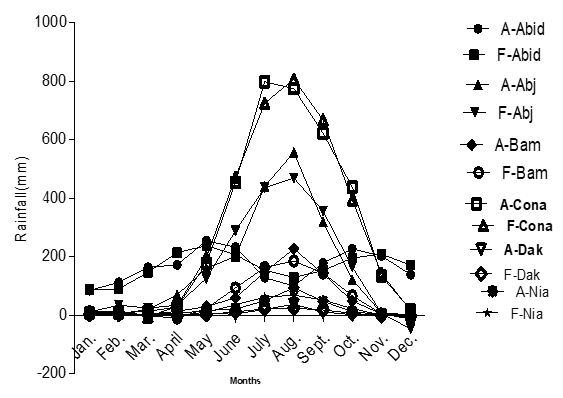 1000
800
600
400
200
0
-200
Rainfall(mm)
Jan. Feb. Mar. April May June July Aug. Sept. Oct. Nov. Dec.
Months
A-Abid
F-Abid
A-Abj
F-Abj
A-Bam
F-Bam
A-Cona
F-Cona
A-Dak
F-Dak
A-Nia
F-Nia